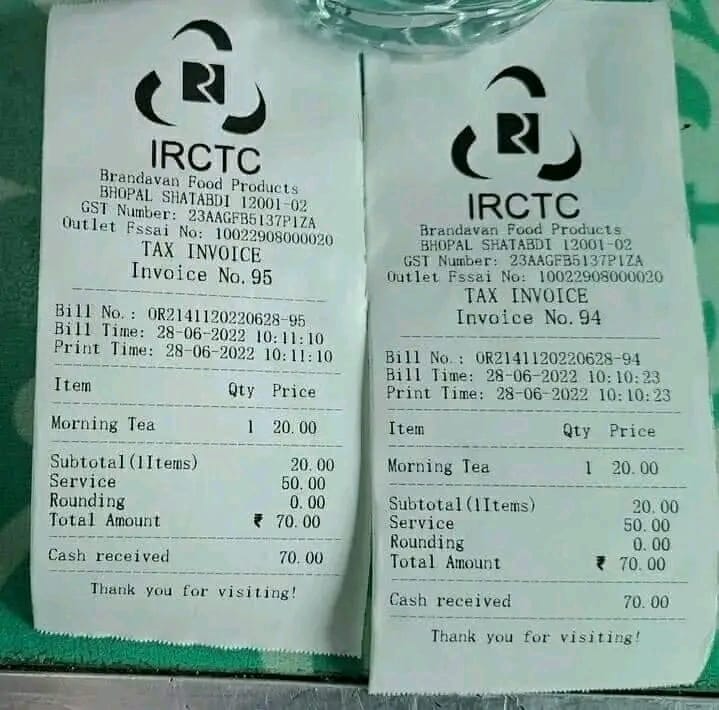 IRCTC
Brandavan Food Products
BHOPAL SHATABDI 12001-02
GST Number: 23AAGFB5137P1ZA
Outlet Fssai No: 10022908000020
TAX INVOICE
Invoice No. 95
Bill No.: OR2141120220628-95
Bill Time: 28-06-2022 10:11:10
Print Time: 28-06-2022 10:11:10
Item Qty Price
Morning Tea 1 20.00
Subtotal(1Items) 20.00
Service 50.00
Rounding 0.00
Total Amount ₹ 70.00
Cash received 70.00
Thank you for visiting!
IRCTC
Brandavan Food Products
BHOPAL SHATABDI 12001-02
GST Number: 23AAGFB5137P1ZA
Outlet Fssai No: 10022908000020
TAX INVOICE
Invoice No. 94
Bill No.: OR2141120220628-94
Bill Time: 28-06-2022 10:10:23
Print Time: 28-06-2022 10:10:23
Item Qty Price
Morning Tea 1 20.00
Subtotal(1Items) 20.00
Service 50.00
Rounding 0.00
Total Amount ₹ 70.00
Cash received 70.00
Thank you for visiting!